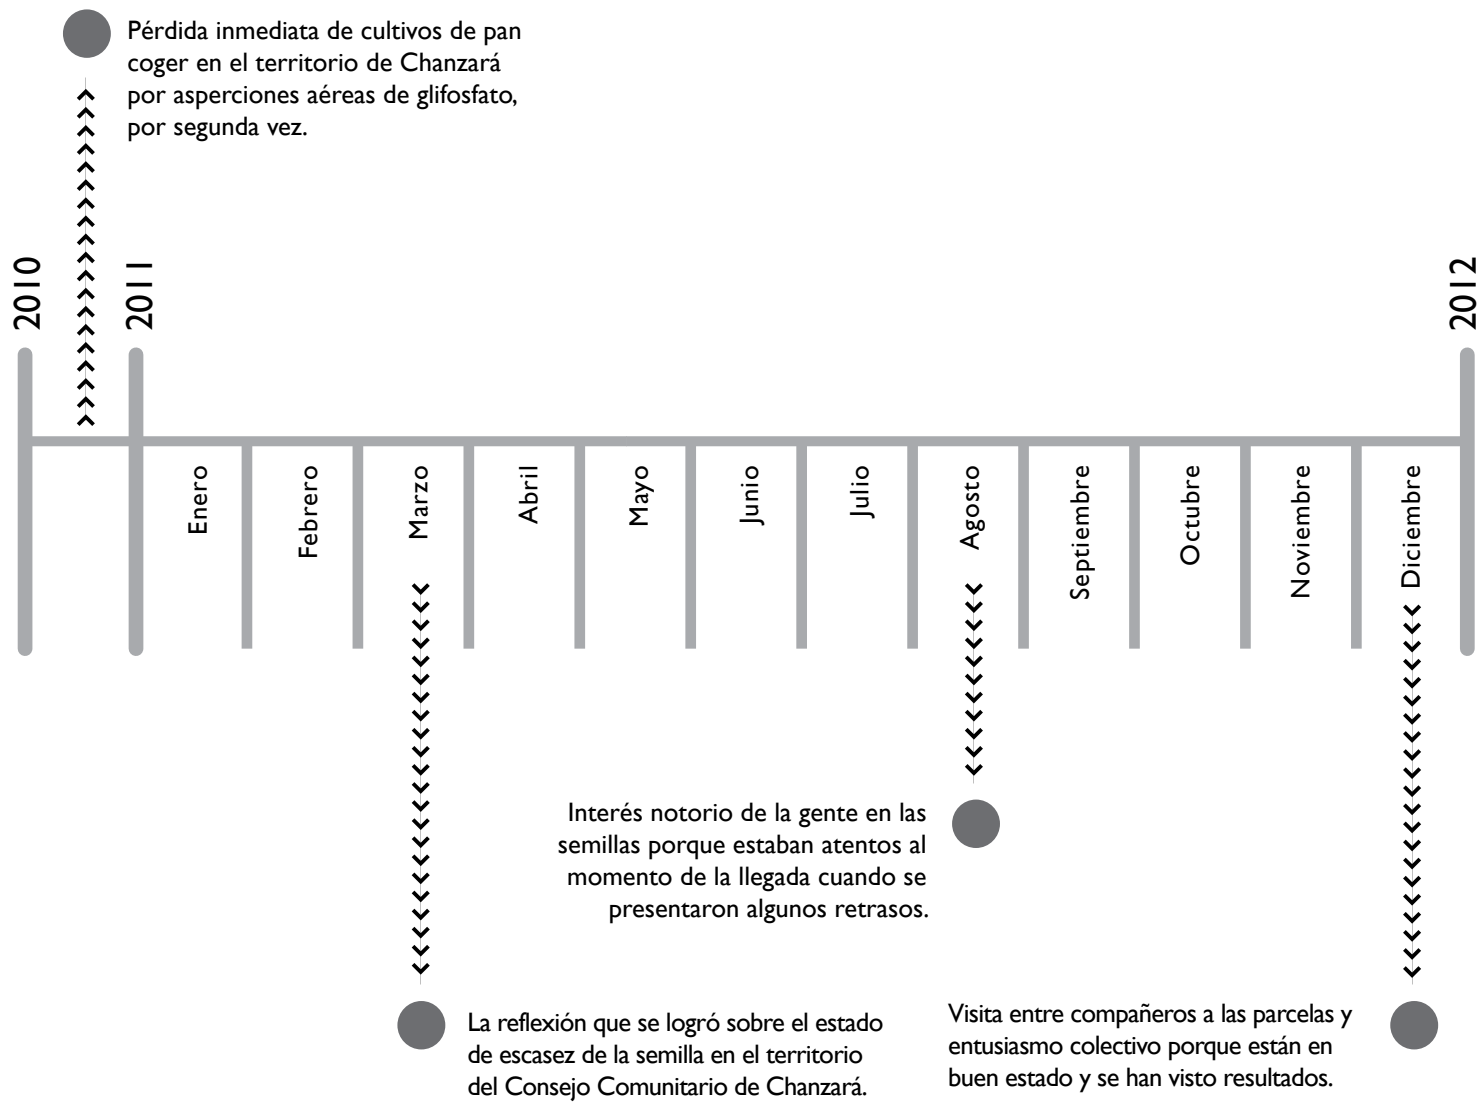 Pérdida inmediata de cultivos de pan
coger en el territorio de Chanzará
por asperciones aéreas de glifosfato,
por segunda vez.
2010
2011
2012
Enero
Febrero
Marzo
Abril
Mayo
Junio
Julio
Agosto
Septiembre
Octubre
Noviembre
Diciembre
Interés notorio de la gente en las
semillas porque estaban atentos al
momento de la llegada cuando se
presentaron algunos retrasos.
La reflexión que se logró sobre el estado
de escasez de la semilla en el territorio
del Consejo Comunitario de Chanzará.
Visita entre compañeros a las parcelas y
entusiasmo colectivo porque están en
buen estado y se han visto resultados.